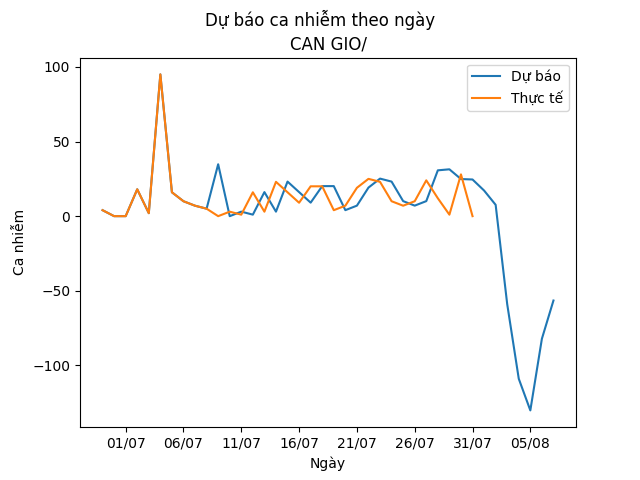 Dự báo ca nhiễm theo ngày
CAN GIO/
Dự báo
Thực tế
100
50
0
−50
−100
Ca nhiễm
01/07 06/07 11/07 16/07 21/07 26/07 31/07 05/08
Ngày